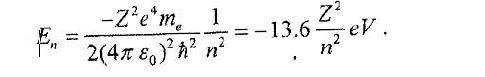 E_n = \frac{-Z^2 e^4 m_e}{2(4\pi \varepsilon_0)^2 \hbar^2} \frac{1}{n^2} = -13.6 \frac{Z^2}{n^2} eV .